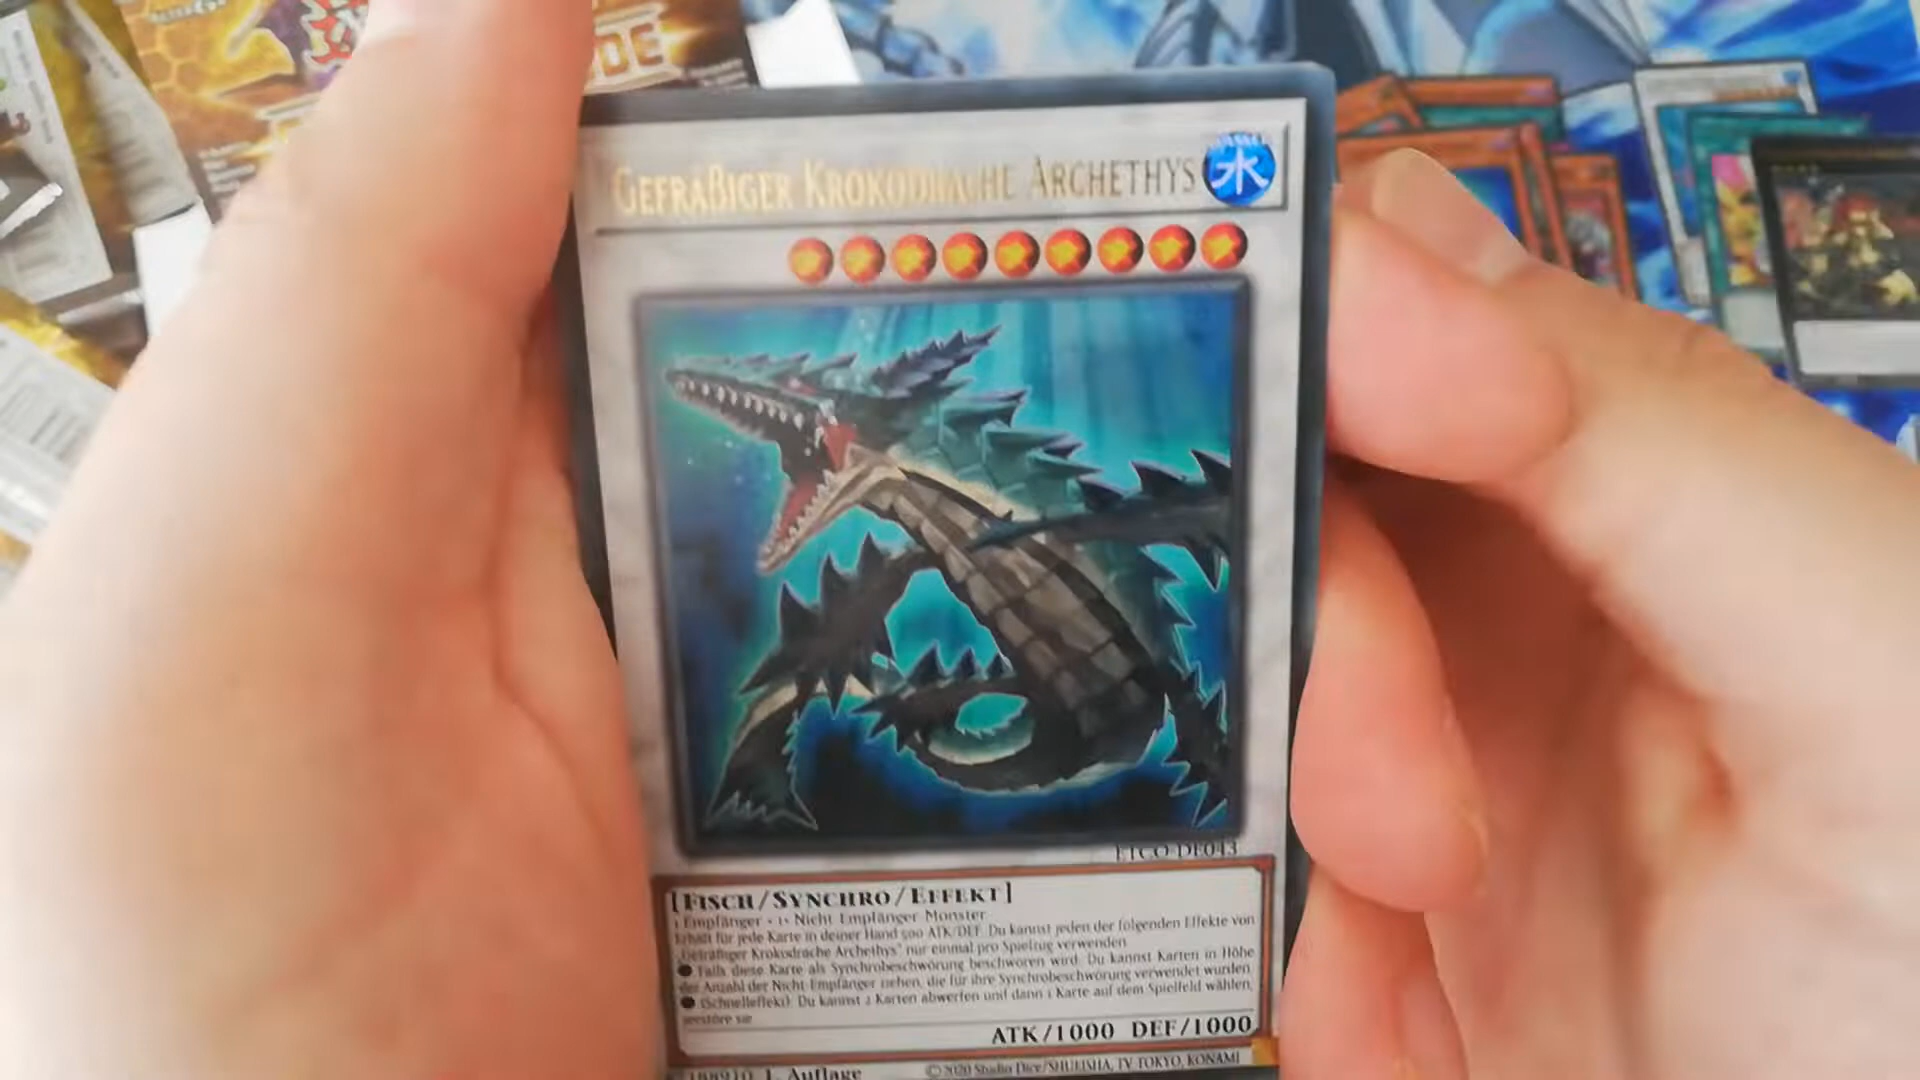 GEFRÄẞIGER KROKODRACHE ARCHETHYS
水
ETCO-DE043
[FISCH/SYNCHRO/EFFEKT]
1 Empfänger + 1+ Nicht-Empfänger-Monster
Erhält für jede Karte in deiner Hand 500 ATK/DEF. Du kannst jeden der folgenden Effekte von
„Gefräßiger Krokodrache Archethys" nur einmal pro Spielzug verwenden.
● Falls diese Karte als Synchrobeschwörung beschworen wird: Du kannst Karten in Höhe
der Anzahl der Nicht-Empfänger ziehen, die für ihre Synchrobeschwörung verwendet wurden.
● (Schnelleffekt): Du kannst 2 Karten abwerfen und dann 1 Karte auf dem Spielfeld wählen;
zerstöre sie.
ATK/1000 DEF/1000
1. Auflage
©2020 Studio Dice/SHUEISHA, TV TOKYO, KONAMI